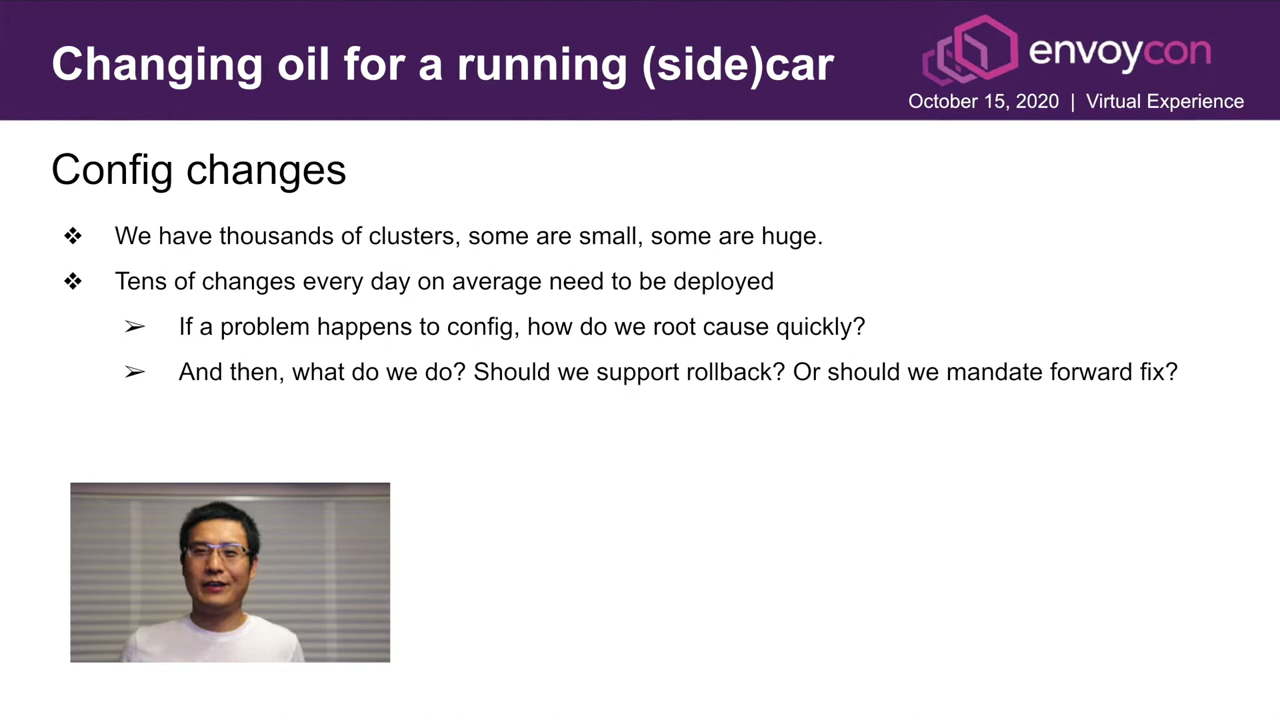 Changing oil for a running (side)car
envoycon
October 15, 2020 | Virtual Experience
Config changes
❖ We have thousands of clusters, some are small, some are huge.
❖ Tens of changes every day on average need to be deployed
➢ If a problem happens to config, how do we root cause quickly?
➢ And then, what do we do? Should we support rollback? Or should we mandate forward fix?